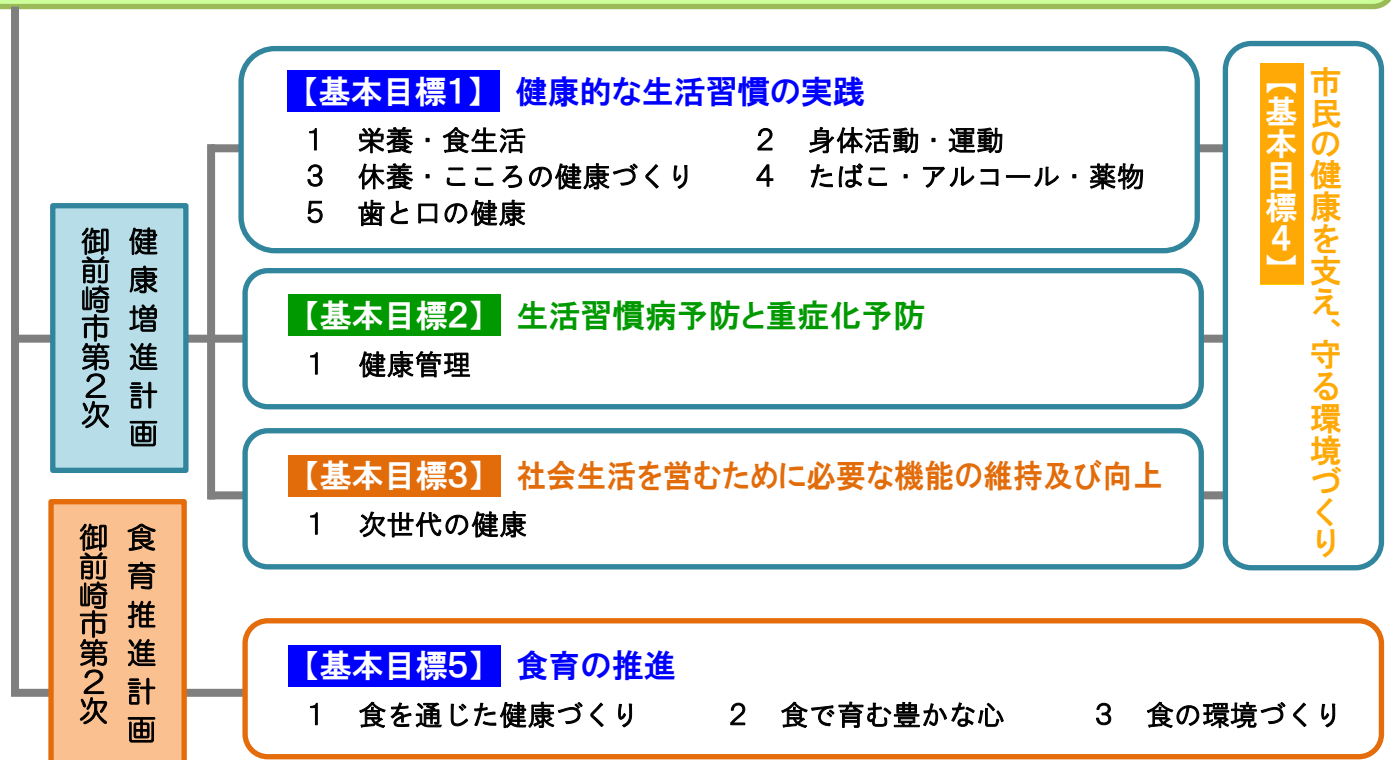 御前崎市第2次
健康増進計画
【基本目標1】 健康的な生活習慣の実践
1 栄養・食生活 2 身体活動・運動
3 休養・こころの健康づくり 4 たばこ・アルコール・薬物
5 歯と口の健康
【基本目標2】 生活習慣病予防と重症化予防
1 健康管理
【基本目標3】 社会生活を営むために必要な機能の維持及び向上
1 次世代の健康
【基本目標4】
市民の健康を支え、守る環境づくり
御前崎市第2次
食育推進計画
【基本目標5】 食育の推進
1 食を通じた健康づくり 2 食で育む豊かな心 3 食の環境づくり